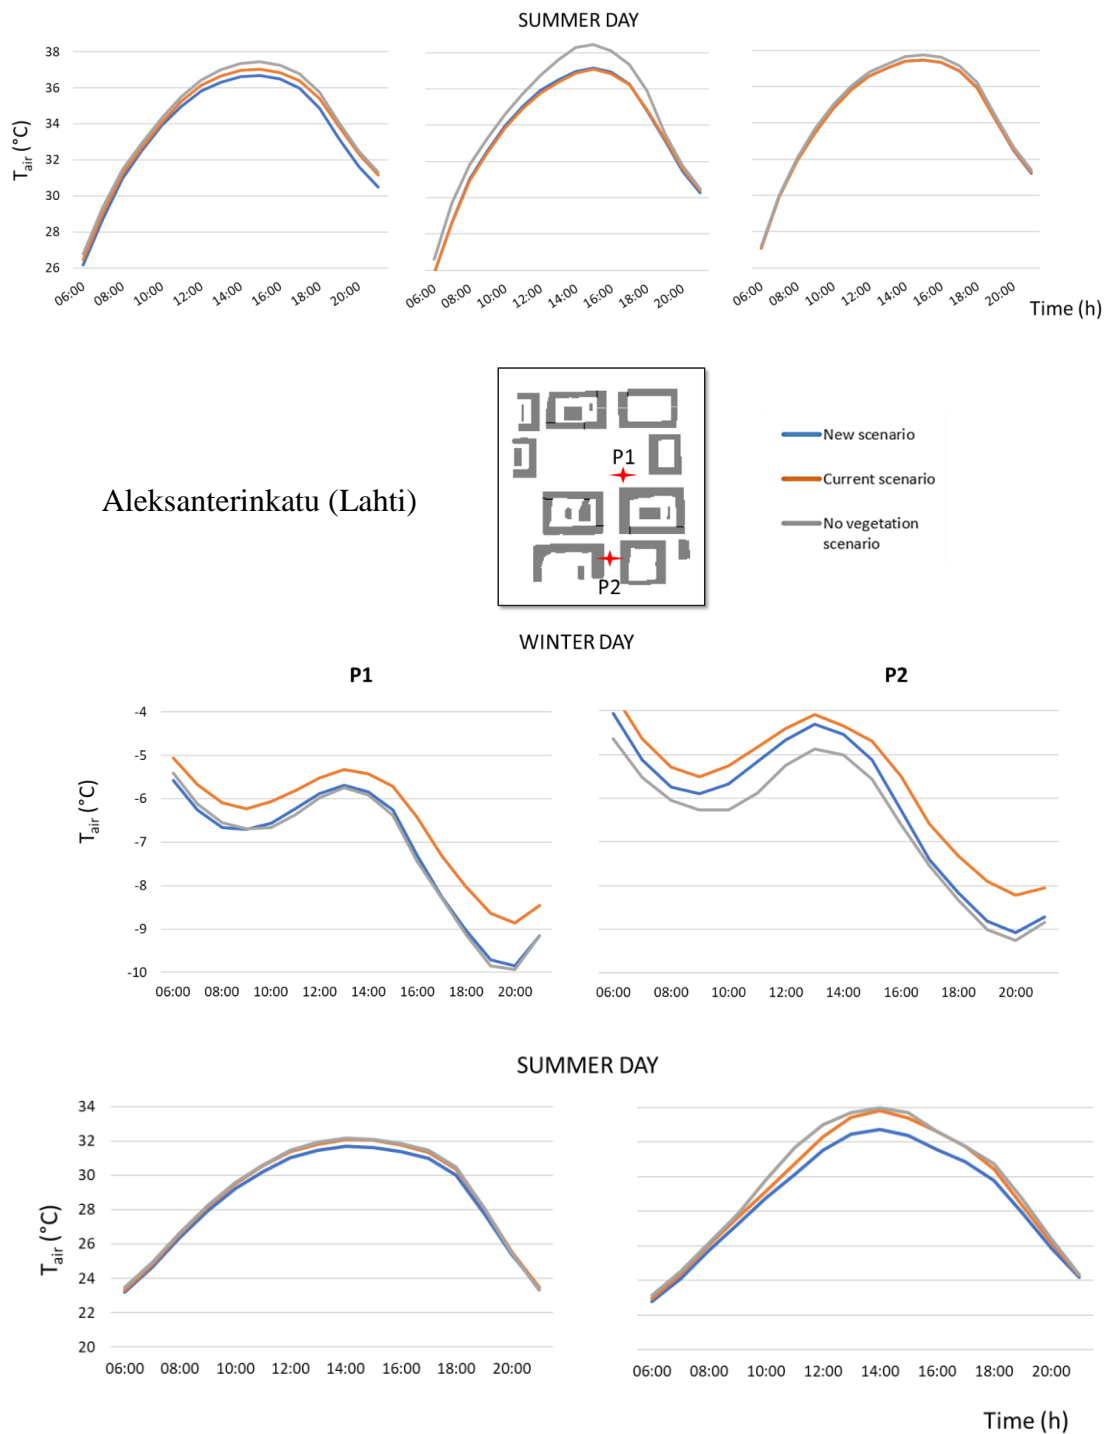 SUMMER DAY
38
36
34
32
30
28
26
T_air (°C)
06:00 08:00 10:00 12:00 14:00 16:00 18:00 20:00
06:00 08:00 10:00 12:00 14:00 16:00 18:00 20:00
06:00 08:00 10:00 12:00 14:00 16:00 18:00 20:00
Time (h)
Aleksanterinkatu (Lahti)
P1
P2
New scenario
Current scenario
No vegetation
scenario
WINTER DAY
P1
P2
-4
-5
-6
-7
-8
-9
-10
T_air (°C)
06:00 08:00 10:00 12:00 14:00 16:00 18:00 20:00
06:00 08:00 10:00 12:00 14:00 16:00 18:00 20:00
SUMMER DAY
34
32
30
28
26
24
22
20
T_air (°C)
06:00 08:00 10:00 12:00 14:00 16:00 18:00 20:00
06:00 08:00 10:00 12:00 14:00 16:00 18:00 20:00
Time (h)